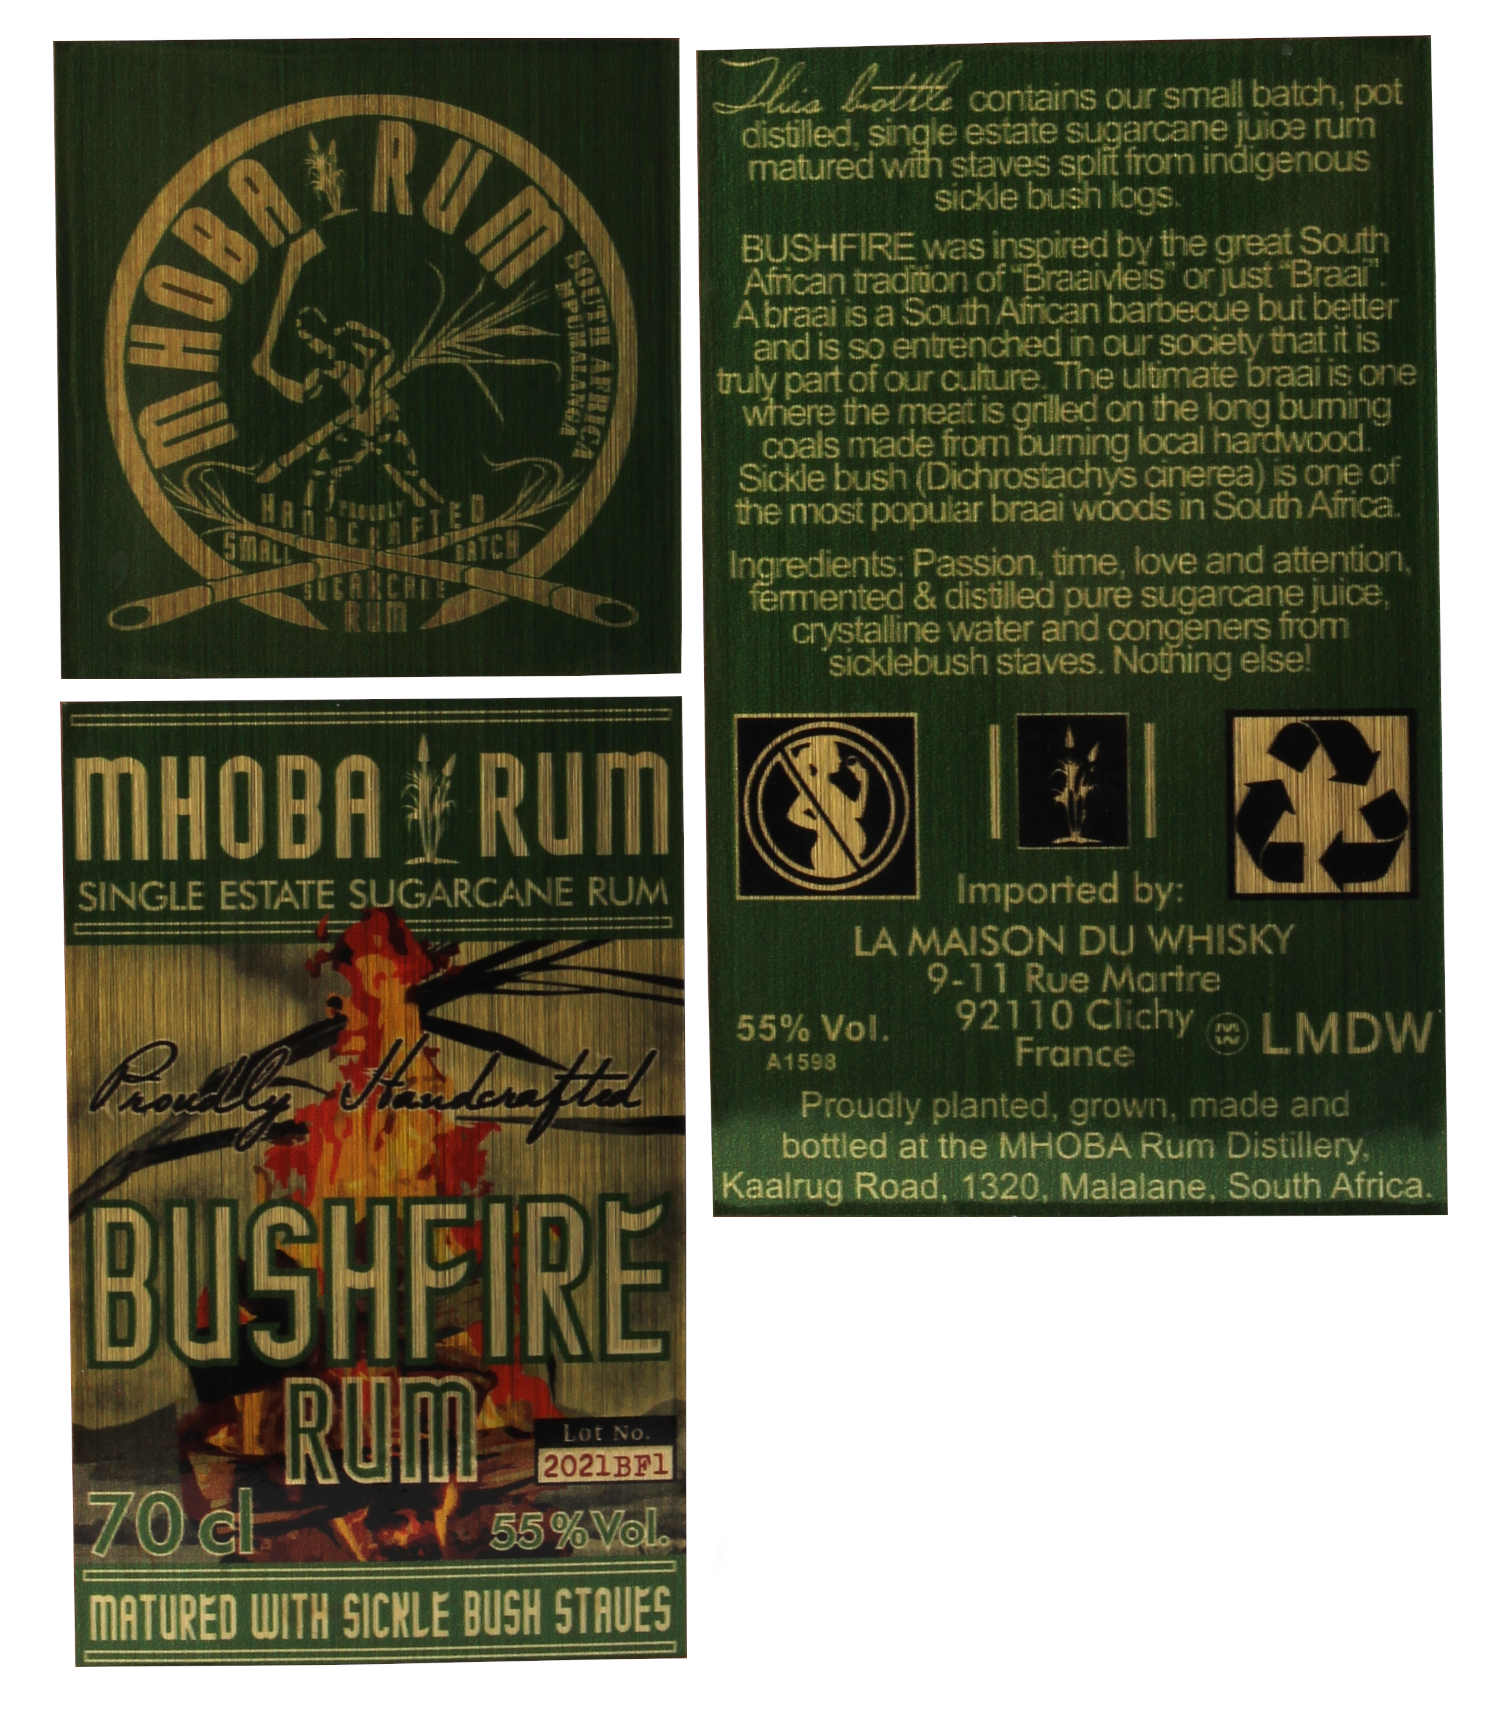 MHOBA RUM
SOUTH AFRICA
MPUMALANGA
PROUDLY
HANDCRAFTED
SMALL BATCH
SUGARCANE
RUM
MHOBA RUM
SINGLE ESTATE SUGARCANE RUM
Proudly Handcrafted
BUSHFIRE
RUM
Lot No.
2021BF1
70 cl
55% Vol.
MATURED WITH SICKLE BUSH STAVES
This bottle contains our small batch, pot
distilled, single estate sugarcane juice rum
matured with staves split from indigenous
sickle bush logs.
BUSHFIRE was inspired by the great South
African tradition of "Braaivleis" or just "Braai".
A braai is a South African barbecue but better
and is so entrenched in our society that it is
truly part of our culture. The ultimate braai is one
where the meat is grilled on the long burning
coals made from burning local hardwood.
Sickle bush (Dichrostachys cinerea) is one of
the most popular braai woods in South Africa.
Ingredients: Passion, time, love and attention,
fermented & distilled pure sugarcane juice,
crystalline water and congeners from
sicklebush staves. Nothing else!
Imported by:
LA MAISON DU WHISKY
9-11 Rue Martre
92110 Clichy
France
55% Vol.
A1598
LMDW
Proudly planted, grown, made and
bottled at the MHOBA Rum Distillery,
Kaalrug Road, 1320, Malalane, South Africa.